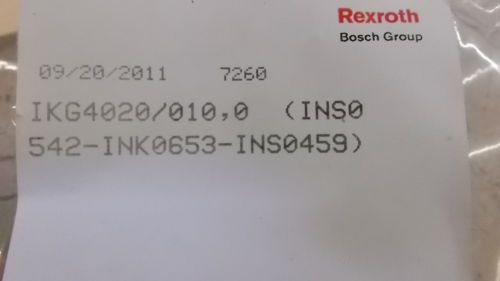 Rexroth
Bosch Group
09/20/2011 7260
IKG4020/010,0 (INS0
542-INK0653-INS0459)